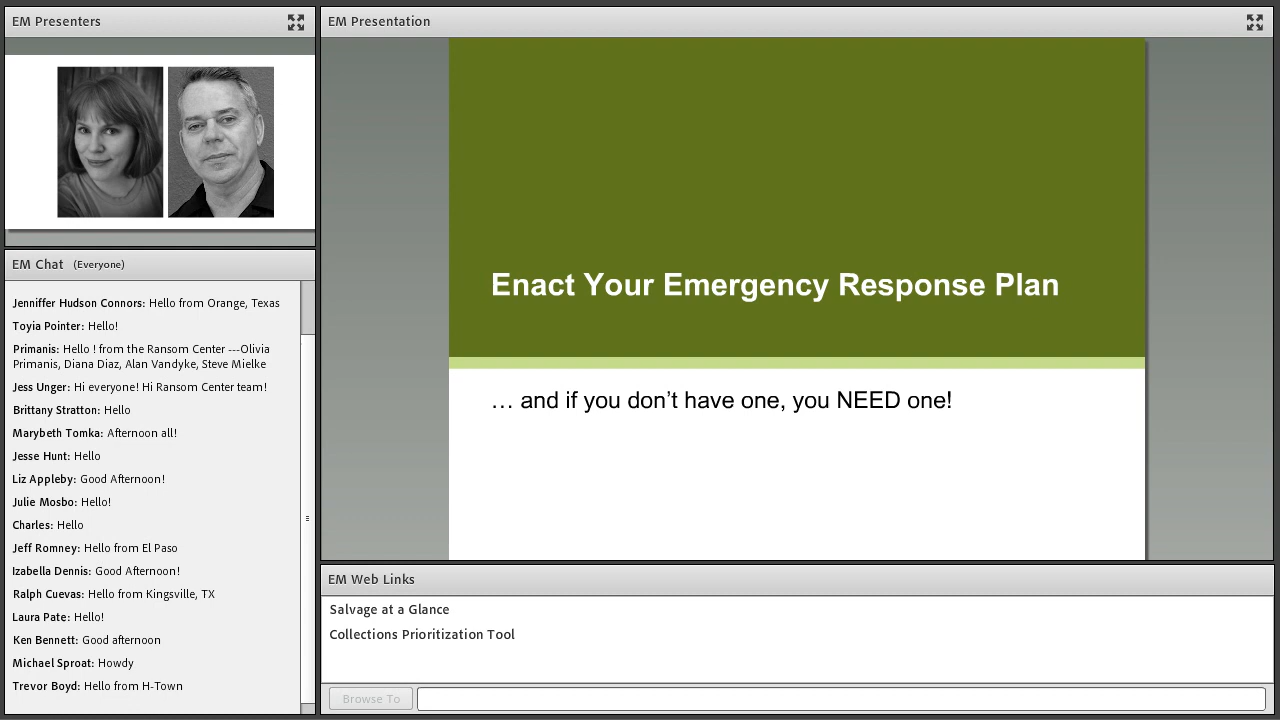 EM Presenters
EM Chat (Everyone)
Jenniffer Hudson Connors: Hello from Orange, Texas
Toyia Pointer: Hello!
Primanis: Hello ! from the Ransom Center ---Olivia
Primanis, Diana Diaz, Alan Vandyke, Steve Mielke
Jess Unger: Hi everyone! Hi Ransom Center team!
Brittany Stratton: Hello
Marybeth Tomka: Afternoon all!
Jesse Hunt: Hello
Liz Appleby: Good Afternoon!
Julie Mosbo: Hello!
Charles: Hello
Jeff Romney: Hello from El Paso
Izabella Dennis: Good Afternoon!
Ralph Cuevas: Hello from Kingsville, TX
Laura Pate: Hello!
Ken Bennett: Good afternoon
Michael Sproat: Howdy
Trevor Boyd: Hello from H-Town
EM Presentation
Enact Your Emergency Response Plan
… and if you don’t have one, you NEED one!
EM Web Links
Salvage at a Glance
Collections Prioritization Tool
Browse To